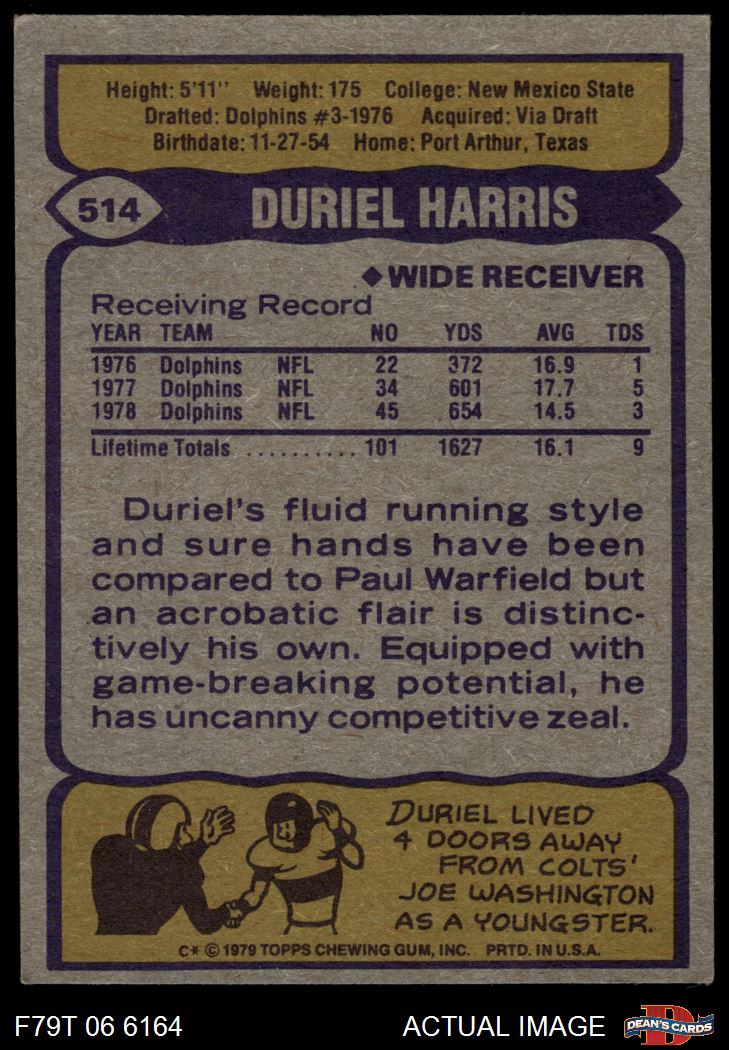 Height: 5'11" Weight: 175 College: New Mexico State
Drafted: Dolphins #3-1976 Acquired: Via Draft
Birthdate: 11-27-54 Home: Port Arthur, Texas
514 DURIEL HARRIS
◆WIDE RECEIVER
Receiving Record
YEAR TEAM NO YDS AVG TDS
1976 Dolphins NFL 22 372 16.9 1
1977 Dolphins NFL 34 601 17.7 5
1978 Dolphins NFL 45 654 14.5 3
Lifetime Totals .......... 101 1627 16.1 9
Duriel's fluid running style
and sure hands have been
compared to Paul Warfield but
an acrobatic flair is distinc-
tively his own. Equipped with
game-breaking potential, he
has uncanny competitive zeal.
DURIEL LIVED
4 DOORS AWAY
FROM COLTS'
JOE WASHINGTON
AS A YOUNGSTER.
C* © 1979 TOPPS CHEWING GUM, INC. PRTD. IN U.S.A.
F79T 06 6164 ACTUAL IMAGE D DEAN'S CARDS